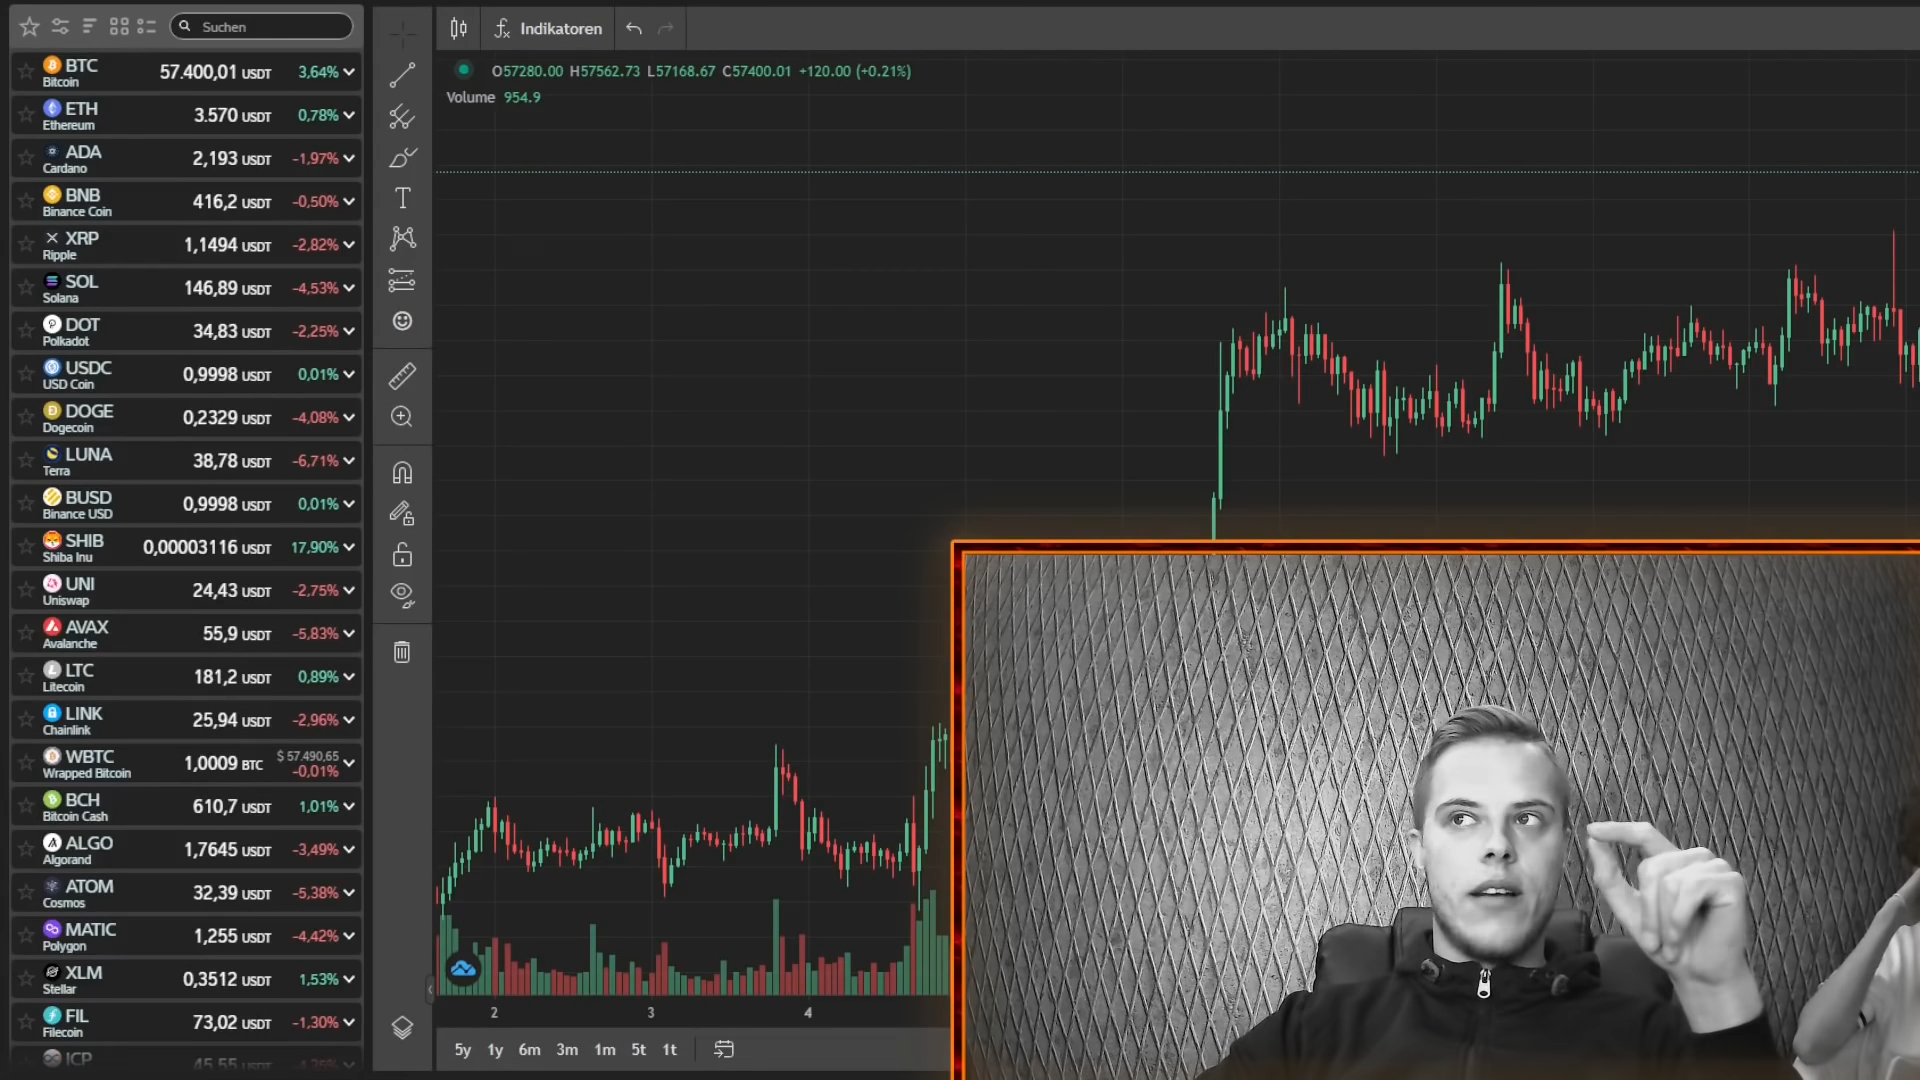 Suchen
BTC
Bitcoin
57.400,01 USDT
3,64%
ETH
Ethereum
3.570 USDT
0,78%
ADA
Cardano
2,193 USDT
-1,97%
BNB
Binance Coin
416,2 USDT
-0,50%
XRP
Ripple
1,1494 USDT
-2,82%
SOL
Solana
146,89 USDT
-4,53%
DOT
Polkadot
34,83 USDT
-2,25%
USDC
USD Coin
0,9998 USDT
0,01%
DOGE
Dogecoin
0,2329 USDT
-4,08%
LUNA
Terra
38,78 USDT
-6,71%
BUSD
Binance USD
0,9998 USDT
0,01%
SHIB
Shiba Inu
0,00003116 USDT
17,90%
UNI
Uniswap
24,43 USDT
-2,75%
AVAX
Avalanche
55,9 USDT
-5,83%
LTC
Litecoin
181,2 USDT
0,89%
LINK
Chainlink
25,94 USDT
-2,96%
WBTC
Wrapped Bitcoin
1,0009 BTC
$ 57.490,65
-0,01%
BCH
Bitcoin Cash
610,7 USDT
1,01%
ALGO
Algorand
1,7645 USDT
-3,49%
ATOM
Cosmos
32,39 USDT
-5,38%
MATIC
Polygon
1,255 USDT
-4,42%
XLM
Stellar
0,3512 USDT
1,53%
FIL
Filecoin
73,02 USDT
-1,30%
ICP
45,55 USDT
Indikatoren
O57280.00 H57562.73 L57168.67 C57400.01 +120.00 (+0.21%)
Volume 954.9
2 3 4
5y 1y 6m 3m 1m 5t 1t